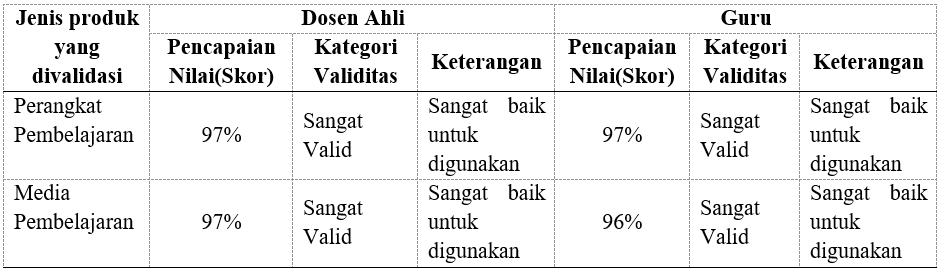 Jenis produk yang divalidasi | Dosen Ahli | Guru
Pencapaian Nilai(Skor) | Kategori Validitas | Keterangan | Pencapaian Nilai(Skor) | Kategori Validitas | Keterangan
Perangkat Pembelajaran | 97% | Sangat Valid | Sangat baik untuk digunakan | 97% | Sangat Valid | Sangat baik untuk digunakan
Media Pembelajaran | 97% | Sangat Valid | Sangat baik untuk digunakan | 96% | Sangat Valid | Sangat baik untuk digunakan